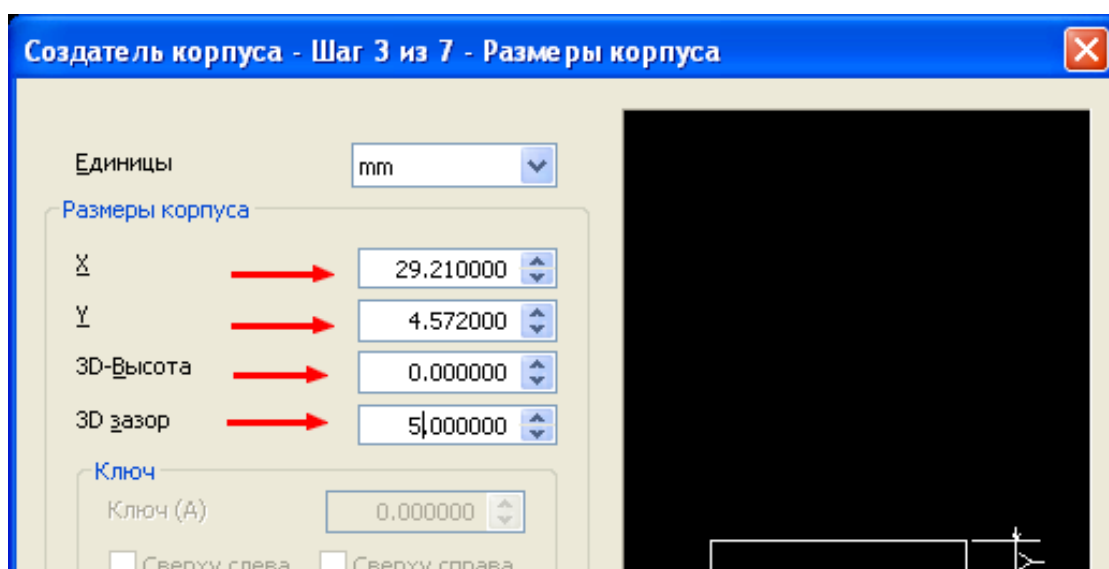 Создатель корпуса - Шаг 3 из 7 - Размеры корпуса
Единицы
mm
Размеры корпуса
X
29.210000
Y
4.572000
3D-Высота
0.000000
3D зазор
5.000000
Ключ
Ключ (A)
0.000000
Сверху слева Сверху справа